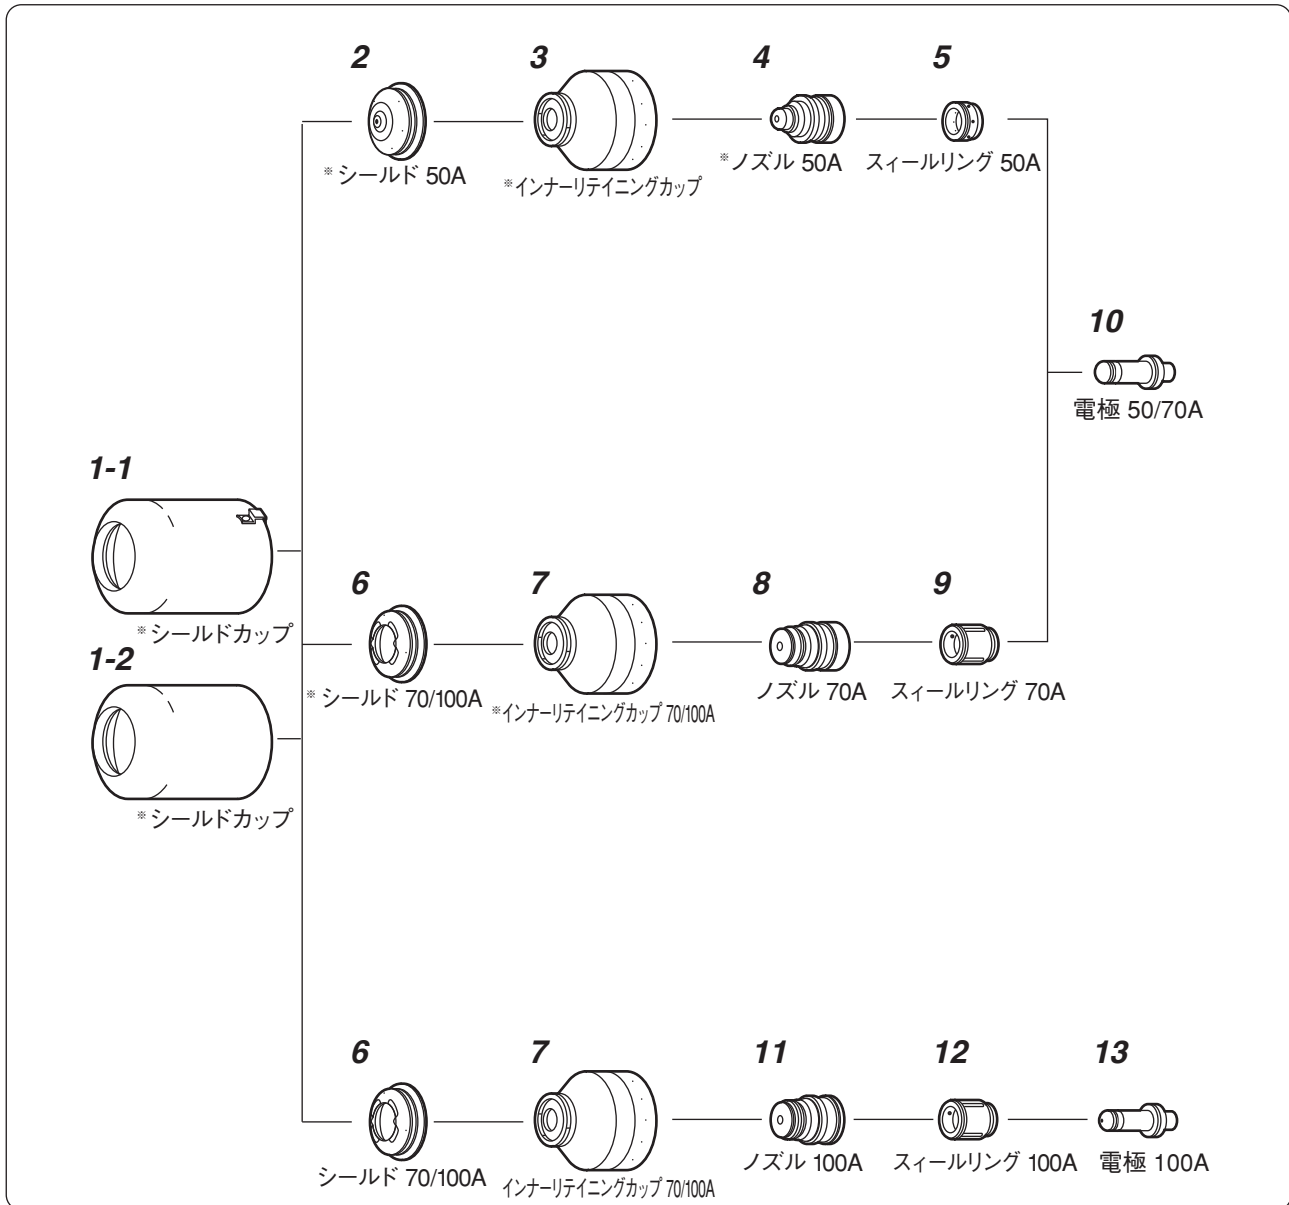 2
3
4
5
※シールド 50A
※インナーリテイニングカップ
※ノズル 50A
スィールリング 50A
10
電極 50/70A
1-1
※シールドカップ
1-2
※シールドカップ
6
7
8
9
※シールド 70/100A
※インナーリテイニングカップ 70/100A
ノズル 70A
スィールリング 70A
6
7
11
12
13
シールド 70/100A
インナーリテイニングカップ 70/100A
ノズル 100A
スィールリング 100A
電極 100A